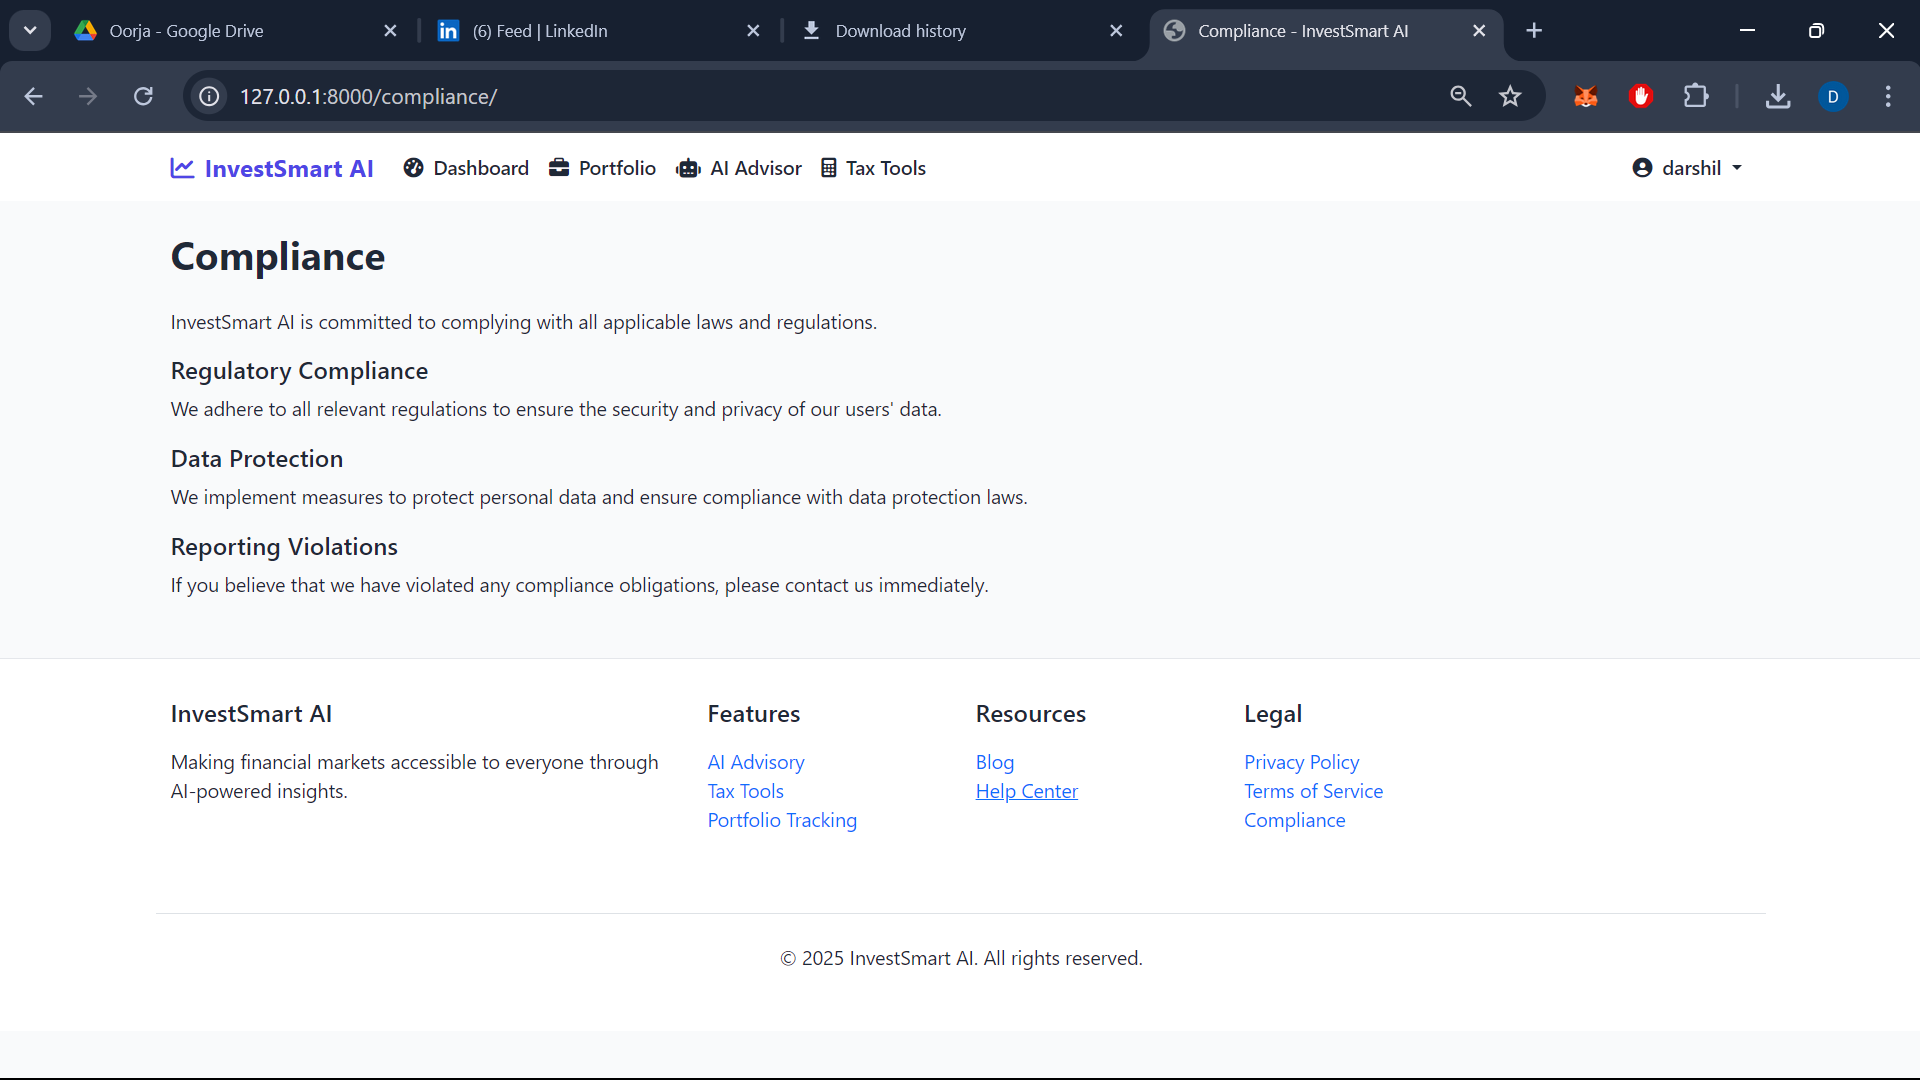 Oorja - Google Drive
(6) Feed | LinkedIn
Download history
Compliance - InvestSmart AI
127.0.0.1:8000/compliance/
D
InvestSmart AI
Dashboard
Portfolio
AI Advisor
Tax Tools
darshil
Compliance
InvestSmart AI is committed to complying with all applicable laws and regulations.
Regulatory Compliance
We adhere to all relevant regulations to ensure the security and privacy of our users' data.
Data Protection
We implement measures to protect personal data and ensure compliance with data protection laws.
Reporting Violations
If you believe that we have violated any compliance obligations, please contact us immediately.
InvestSmart AI
Making financial markets accessible to everyone through
AI-powered insights.
Features
AI Advisory
Tax Tools
Portfolio Tracking
Resources
Blog
Help Center
Legal
Privacy Policy
Terms of Service
Compliance
© 2025 InvestSmart AI. All rights reserved.